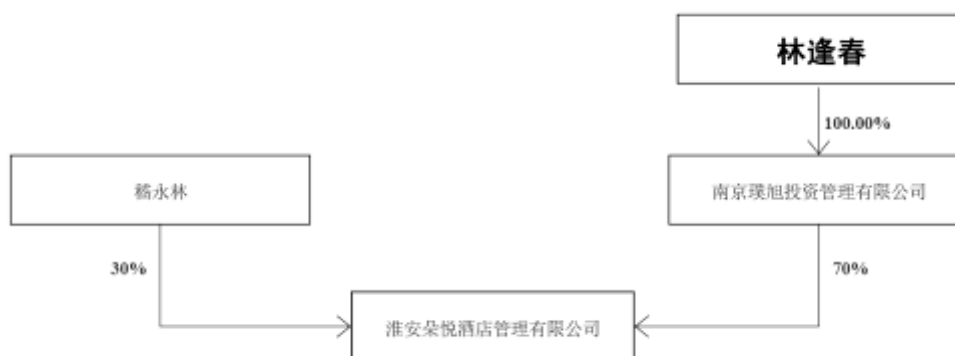 林逢春
100.00%
嵇永林
南京璞旭投资管理有限公司
30%
70%
淮安朵悦酒店管理有限公司